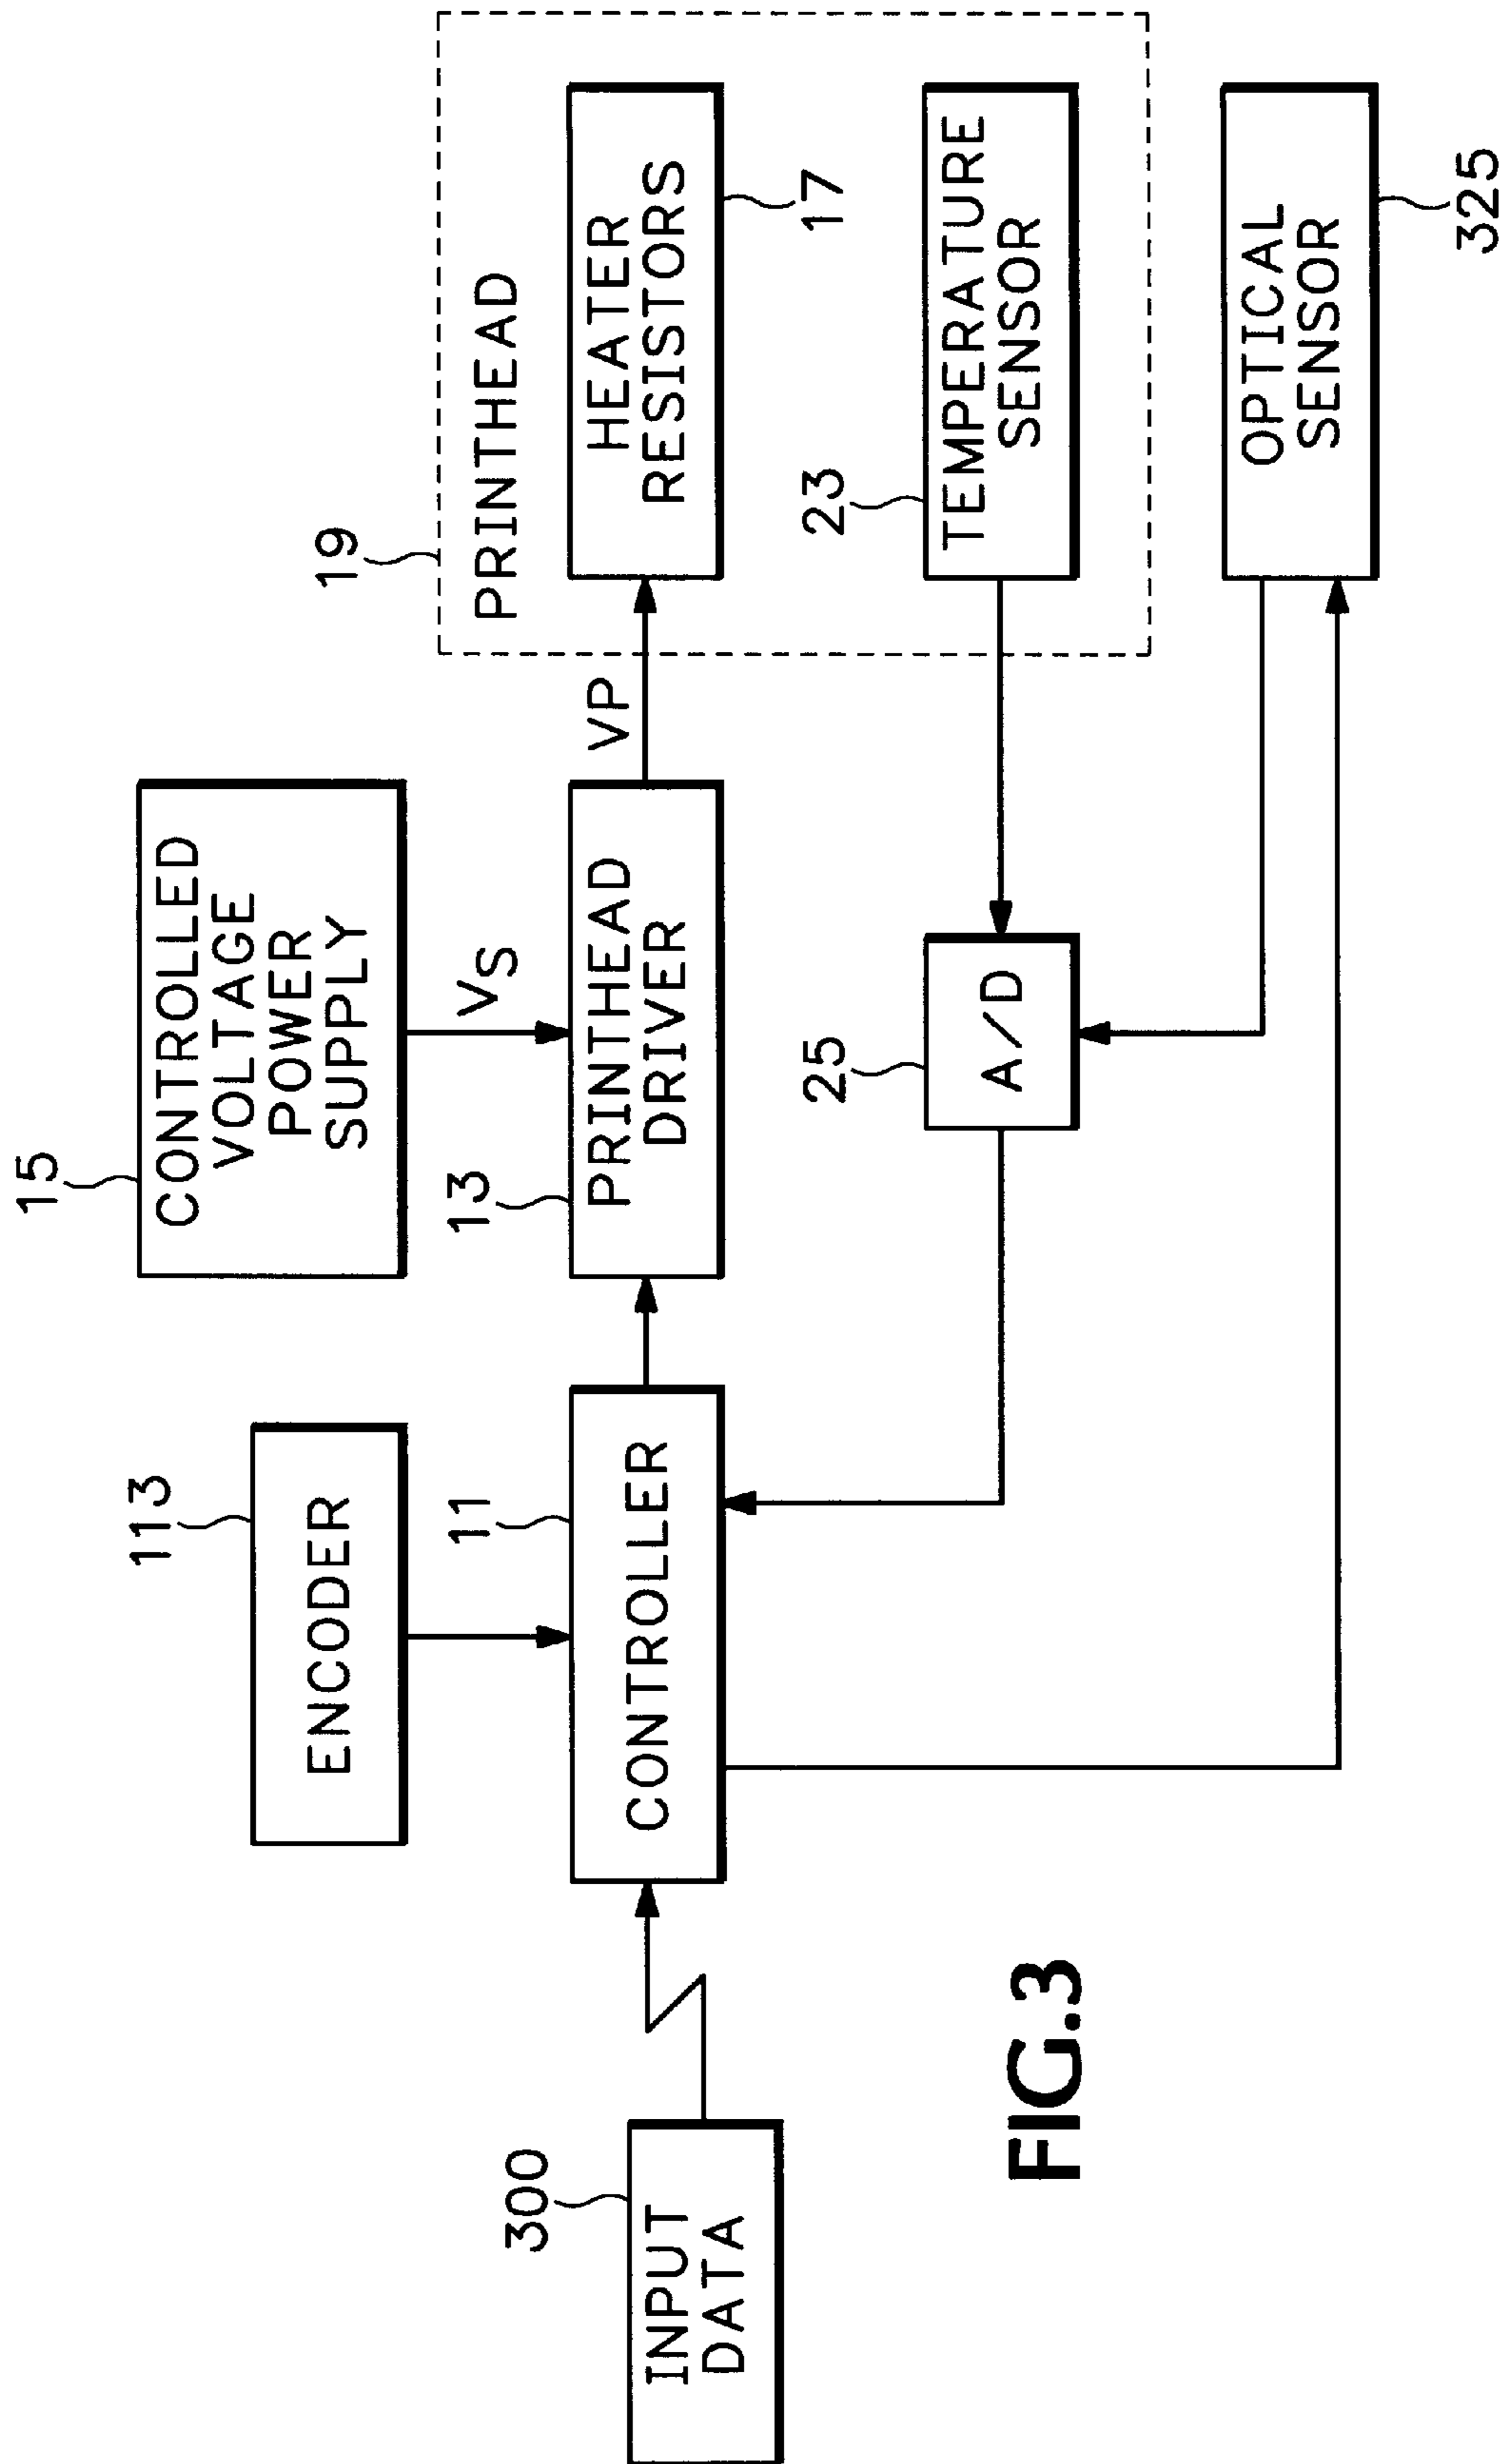 15
CONTROLLED
VOLTAGE
POWER
SUPPLY
113
ENCODER
19
PRINTHEAD
VS
VP
300
INPUT
DATA
11
CONTROLLER
13
PRINTHEAD
DRIVER
HEATER
RESISTORS
17
25
A/D
23
TEMPERATURE
SENSOR
OPTICAL
SENSOR
325
FIG.3